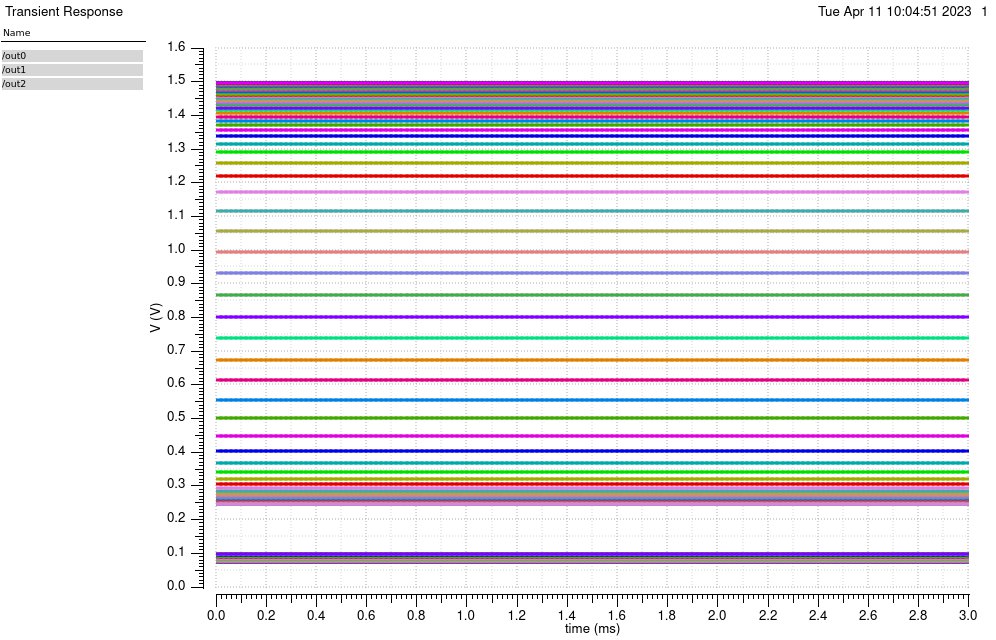 Transient Response
Tue Apr 11 10:04:51 2023 1
Name
/out0
/out1
/out2
1.6
1.5
1.4
1.3
1.2
1.1
1.0
0.9
0.8
0.7
0.6
0.5
0.4
0.3
0.2
0.1
0.0
V (V)
0.0 0.2 0.4 0.6 0.8 1.0 1.2 1.4 1.6 1.8 2.0 2.2 2.4 2.6 2.8 3.0
time (ms)